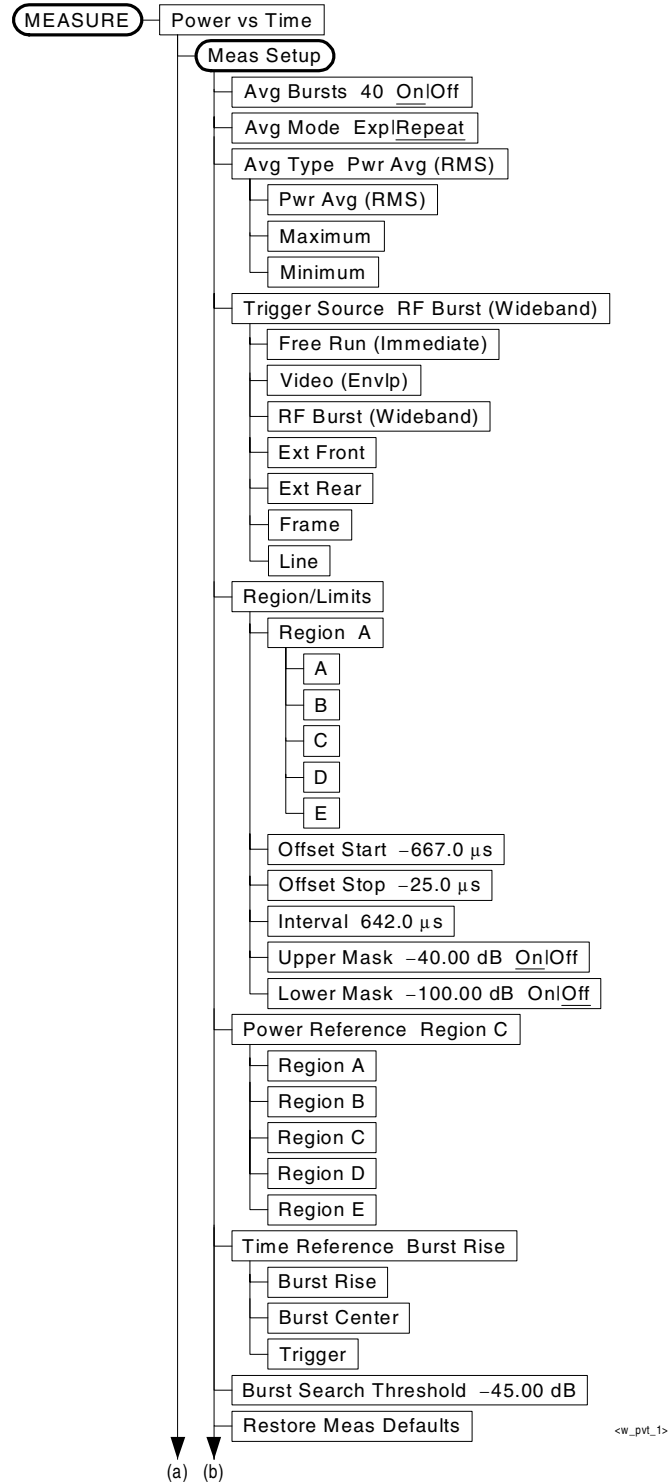 MEASURE Power vs Time
Meas Setup
Avg Bursts 40 On|Off
Avg Mode Exp|Repeat
Avg Type Pwr Avg (RMS)
Pwr Avg (RMS)
Maximum
Minimum
Trigger Source RF Burst (Wideband)
Free Run (Immediate)
Video (Envlp)
RF Burst (Wideband)
Ext Front
Ext Rear
Frame
Line
Region/Limits
Region A
A
B
C
D
E
Offset Start −667.0 μs
Offset Stop −25.0 μs
Interval 642.0 μs
Upper Mask −40.00 dB On|Off
Lower Mask −100.00 dB On|Off
Power Reference Region C
Region A
Region B
Region C
Region D
Region E
Time Reference Burst Rise
Burst Rise
Burst Center
Trigger
Burst Search Threshold −45.00 dB
Restore Meas Defaults
<w_pvt_1>
(a) (b)